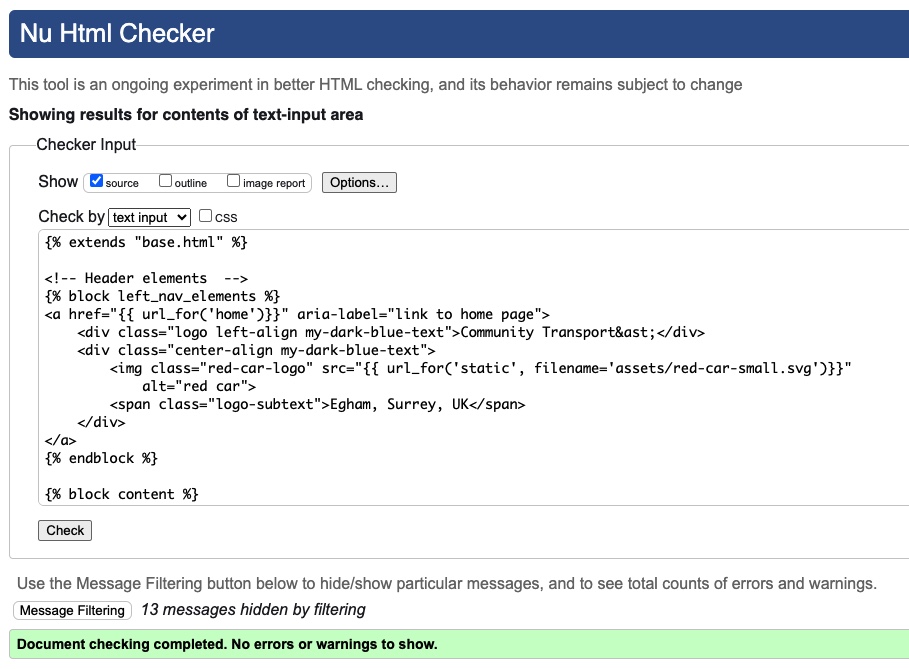 Nu Html Checker
This tool is an ongoing experiment in better HTML checking, and its behavior remains subject to change
Showing results for contents of text-input area
Checker Input
Show source outline image report Options...
Check by text input css
{% extends "base.html" %}
<!-- Header elements  -->
{% block left_nav_elements %}
<a href="{{ url_for('home')}}" aria-label="link to home page">
    <div class="logo left-align my-dark-blue-text">Community Transport&ast;</div>
    <div class="center-align my-dark-blue-text">
        <img class="red-car-logo" src="{{ url_for('static', filename='assets/red-car-small.svg')}}"
            alt="red car">
        <span class="logo-subtext">Egham, Surrey, UK</span>
    </div>
</a>
{% endblock %}
{% block content %}
Check
Use the Message Filtering button below to hide/show particular messages, and to see total counts of errors and warnings.
Message Filtering 13 messages hidden by filtering
Document checking completed. No errors or warnings to show.